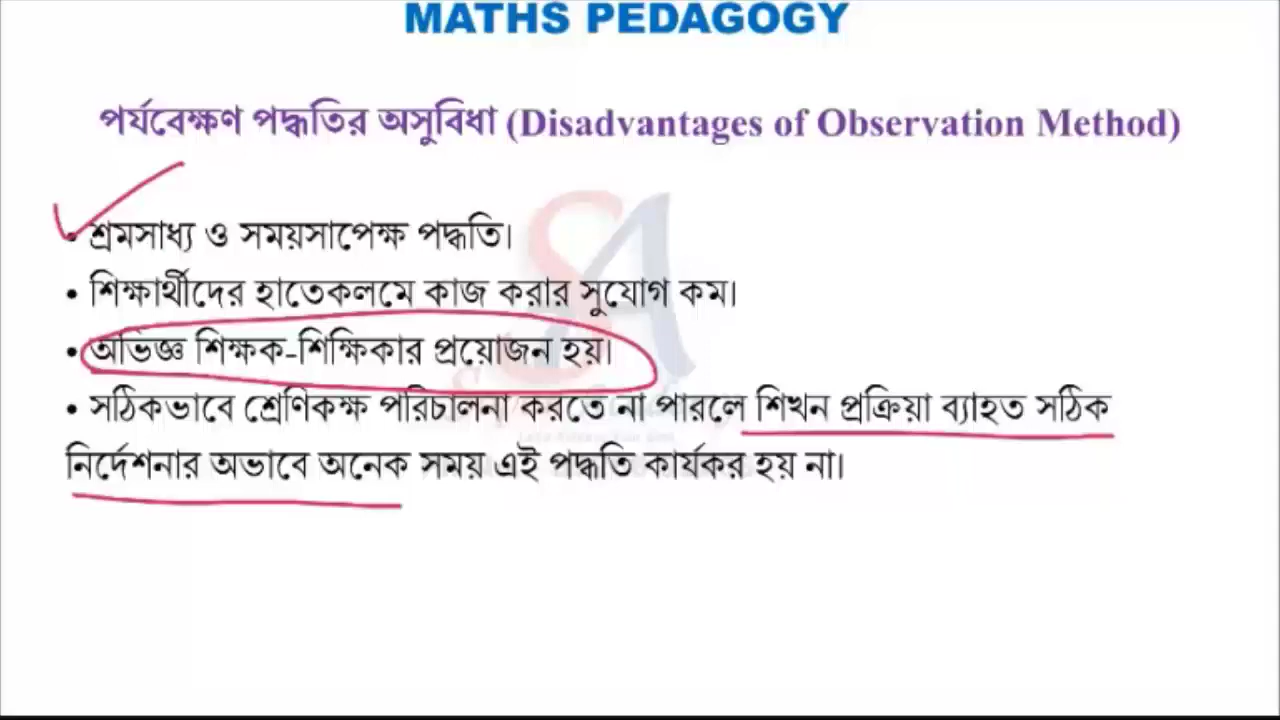 MATHS PEDAGOGY
পর্যবেক্ষণ পদ্ধতির অসুবিধা (Disadvantages of Observation Method)
• শ্রমসাধ্য ও সময়সাপেক্ষ পদ্ধতি।
• শিক্ষার্থীদের হাতেকলমে কাজ করার সুযোগ কম।
• অভিজ্ঞ শিক্ষক-শিক্ষিকার প্রয়োজন হয়।
• সঠিকভাবে শ্রেণিকক্ষ পরিচালনা করতে না পারলে শিখন প্রক্রিয়া ব্যাহত সঠিক
নির্দেশনার অভাবে অনেক সময় এই পদ্ধতি কার্যকর হয় না।